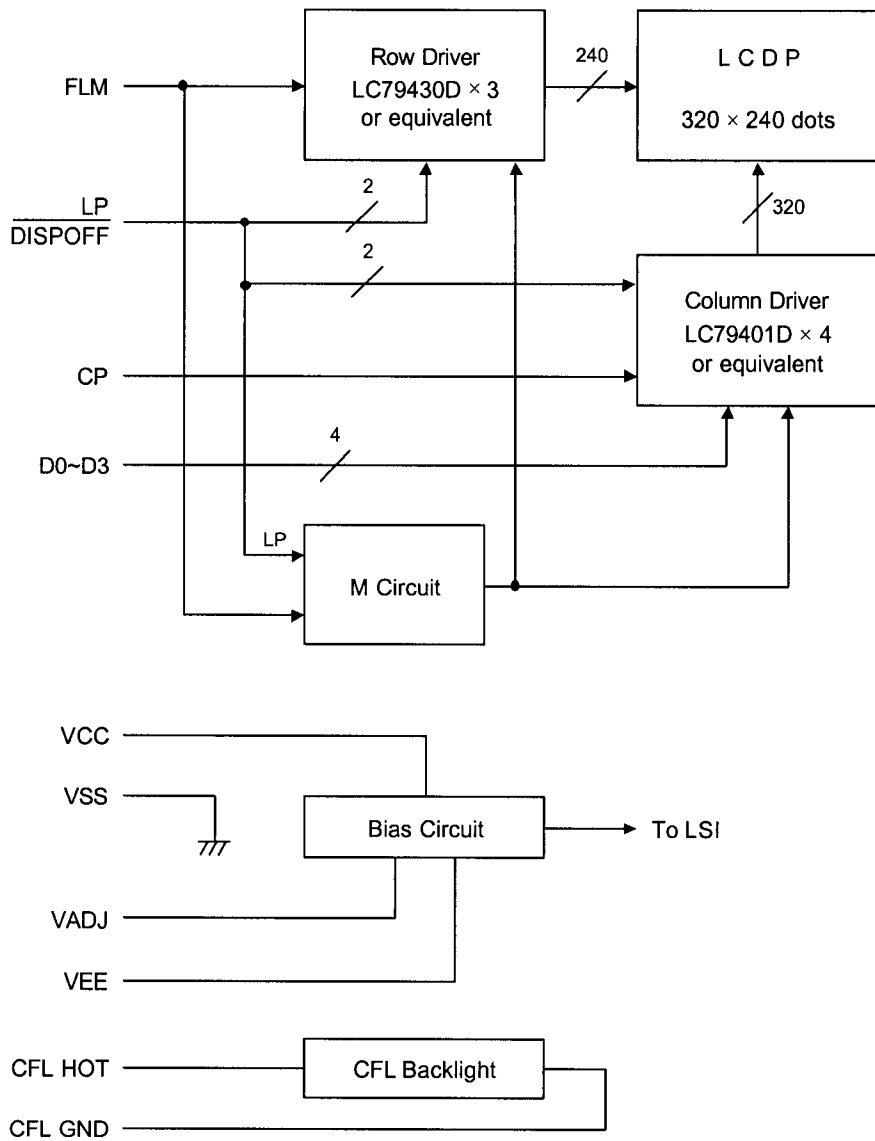 FLM
Row Driver
LC79430D × 3
or equivalent
240
L C D P
320 × 240 dots
LP
DISPOFF
2
320
2
Column Driver
LC79401D × 4
or equivalent
CP
4
D0~D3
LP
M Circuit
VCC
VSS
Bias Circuit
To LSI
VADJ
VEE
CFL HOT
CFL Backlight
CFL GND